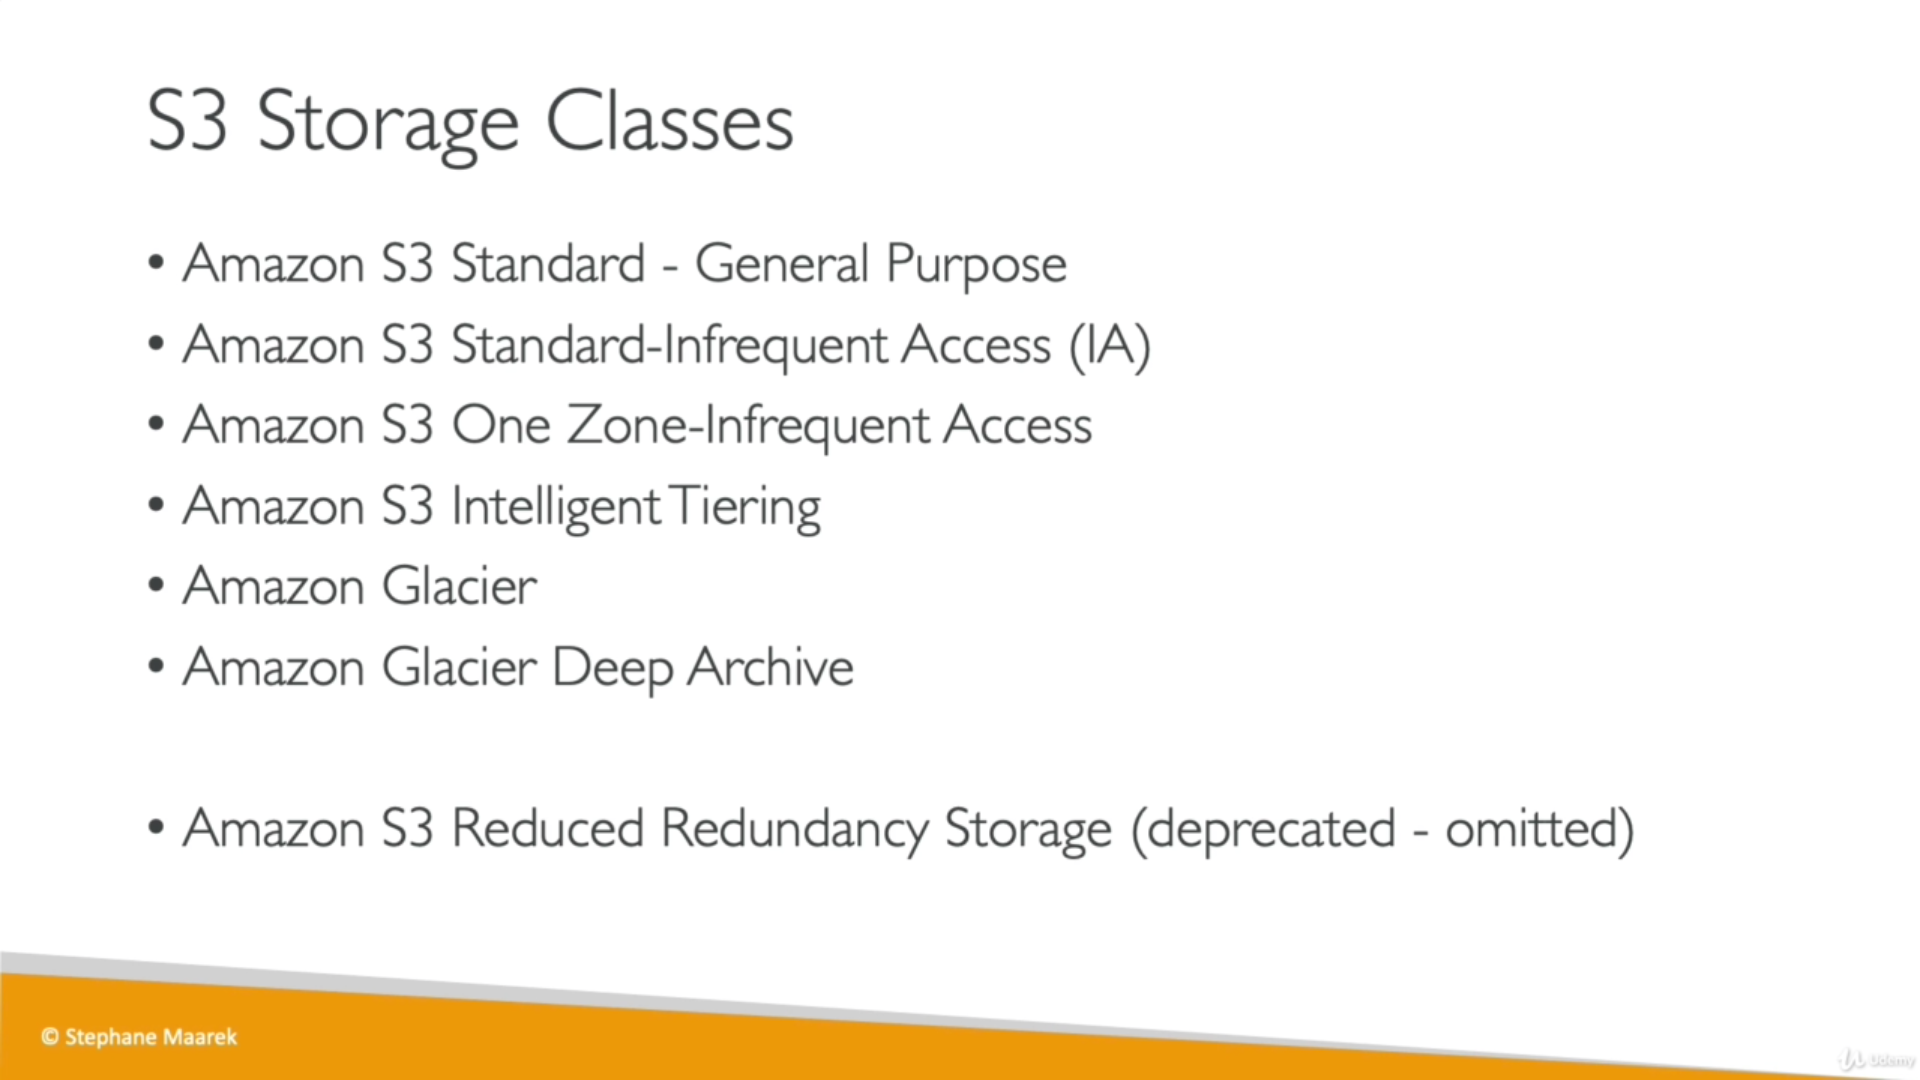 S3 Storage Classes
• Amazon S3 Standard - General Purpose
• Amazon S3 Standard-Infrequent Access (IA)
• Amazon S3 One Zone-Infrequent Access
• Amazon S3 Intelligent Tiering
• Amazon Glacier
• Amazon Glacier Deep Archive
• Amazon S3 Reduced Redundancy Storage (deprecated - omitted)
© Stephane Maarek
Udemy